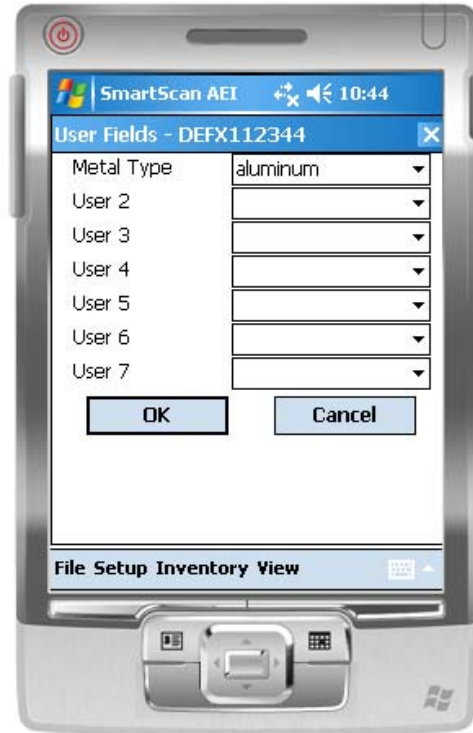 SmartScan AEI 10:44
User Fields - DEFX112344
Metal Type aluminum
User 2
User 3
User 4
User 5
User 6
User 7
OK Cancel
File Setup Inventory View